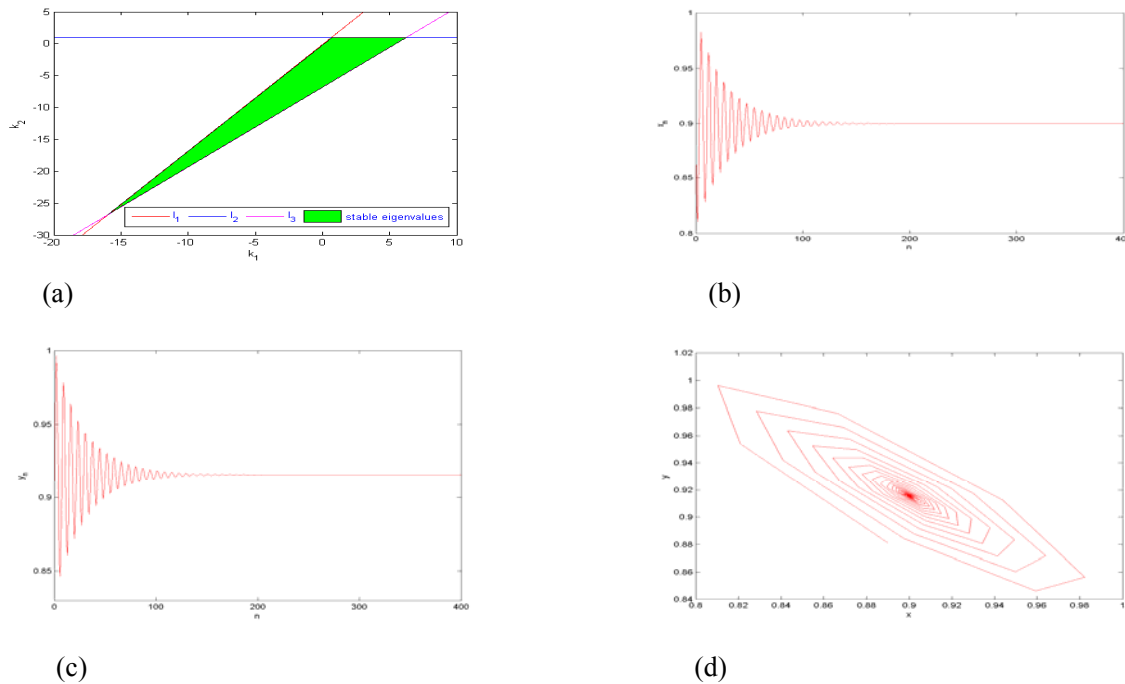 5
0
-5
-10
-15
-20
-25
-30
k2
-20 -15 -10 -5 0 5 10
k1
l1 l2 l3 stable eigenvalues
(a)
1
0.95
0.9
0.85
0.8
xn
0 100 200 300 400
n
(b)
1
0.95
0.9
0.85
yn
0 100 200 300 400
n
(c)
1.02
1
0.98
0.96
0.94
0.92
0.9
0.88
0.86
0.84
y
0.8 0.82 0.84 0.86 0.88 0.9 0.92 0.94 0.96 0.98 1
x
(d)